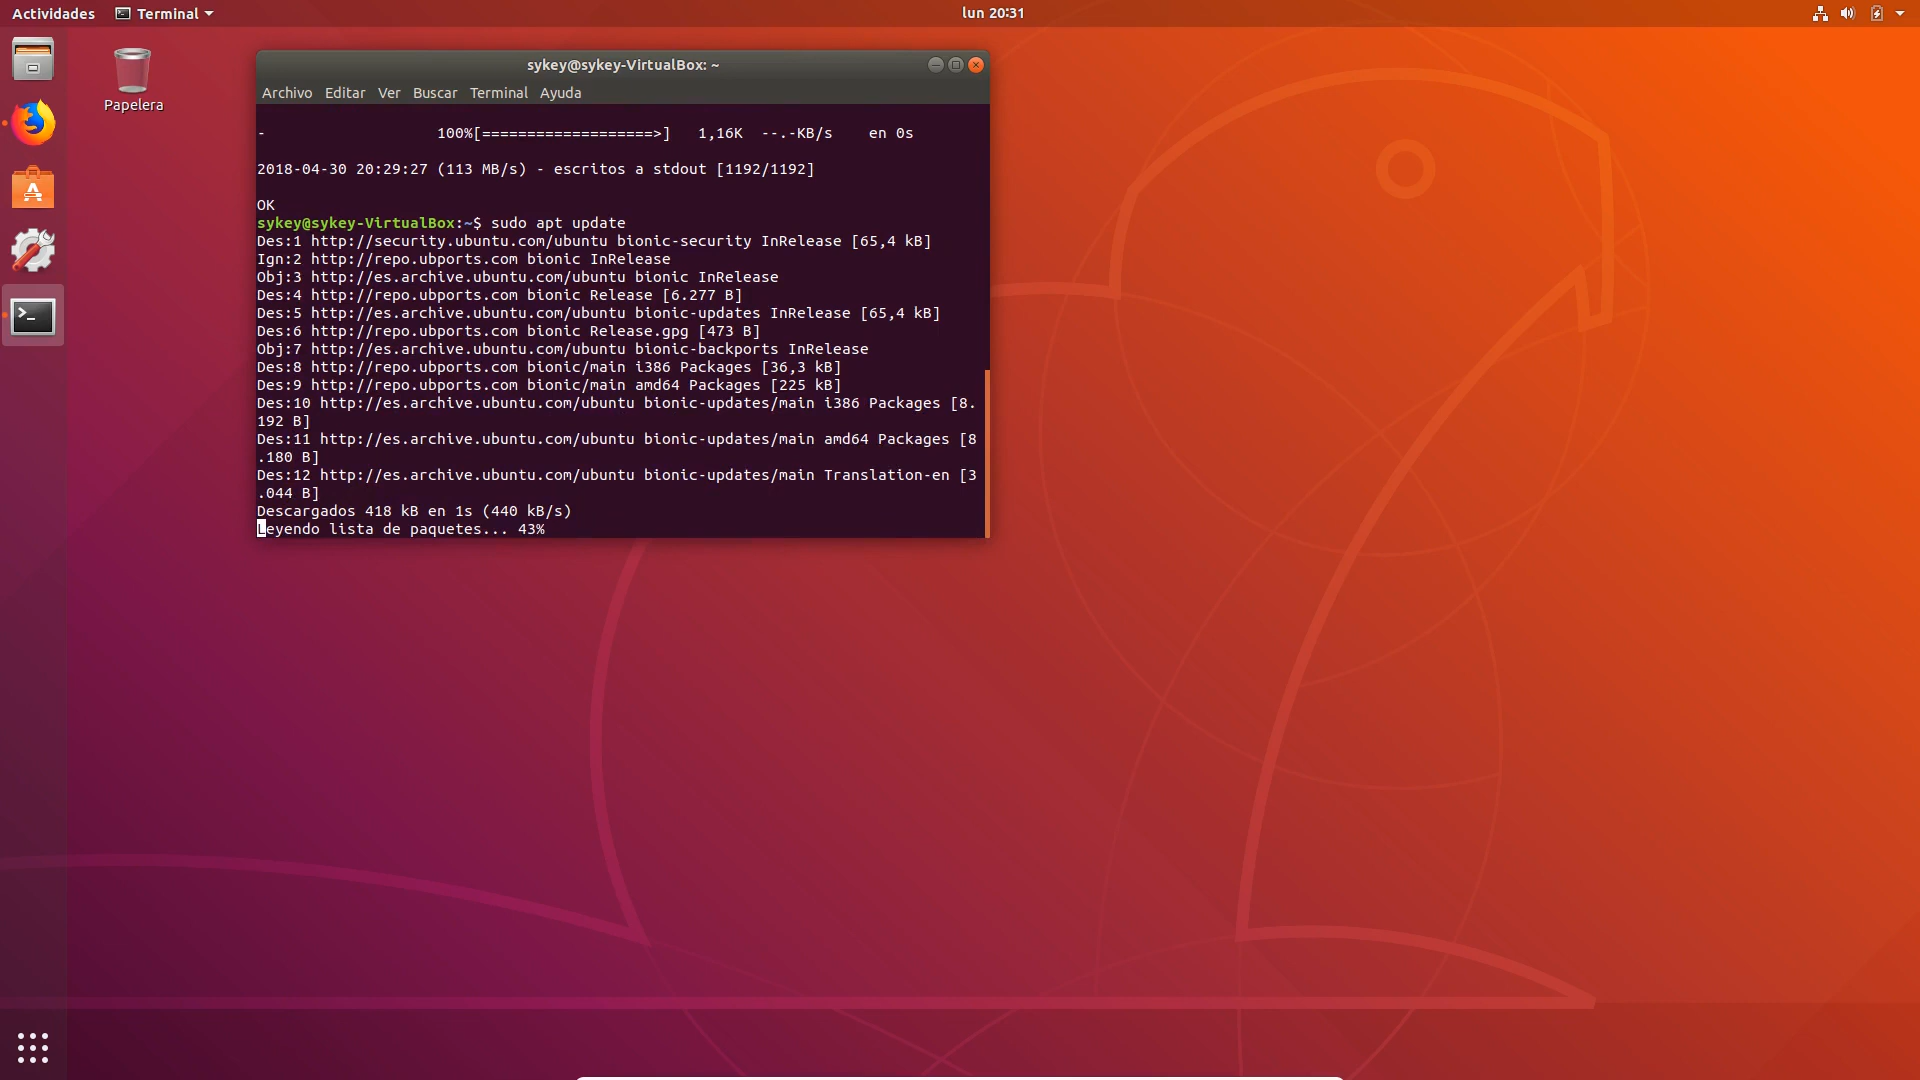 Actividades Terminal lun 20:31
Papelera
sykey@sykey-VirtualBox: ~
Archivo Editar Ver Buscar Terminal Ayuda
- 100%[===================>] 1,16K --.-KB/s en 0s
2018-04-30 20:29:27 (113 MB/s) - escritos a stdout [1192/1192]
OK
sykey@sykey-VirtualBox:~$ sudo apt update
Des:1 http://security.ubuntu.com/ubuntu bionic-security InRelease [65,4 kB]
Ign:2 http://repo.ubports.com bionic InRelease
Obj:3 http://es.archive.ubuntu.com/ubuntu bionic InRelease
Des:4 http://repo.ubports.com bionic Release [6.277 B]
Des:5 http://es.archive.ubuntu.com/ubuntu bionic-updates InRelease [65,4 kB]
Des:6 http://repo.ubports.com bionic Release.gpg [473 B]
Obj:7 http://es.archive.ubuntu.com/ubuntu bionic-backports InRelease
Des:8 http://repo.ubports.com bionic/main i386 Packages [36,3 kB]
Des:9 http://repo.ubports.com bionic/main amd64 Packages [225 kB]
Des:10 http://es.archive.ubuntu.com/ubuntu bionic-updates/main i386 Packages [8.
192 B]
Des:11 http://es.archive.ubuntu.com/ubuntu bionic-updates/main amd64 Packages [8
.180 B]
Des:12 http://es.archive.ubuntu.com/ubuntu bionic-updates/main Translation-en [3
.044 B]
Descargados 418 kB en 1s (440 kB/s)
Leyendo lista de paquetes... 43%